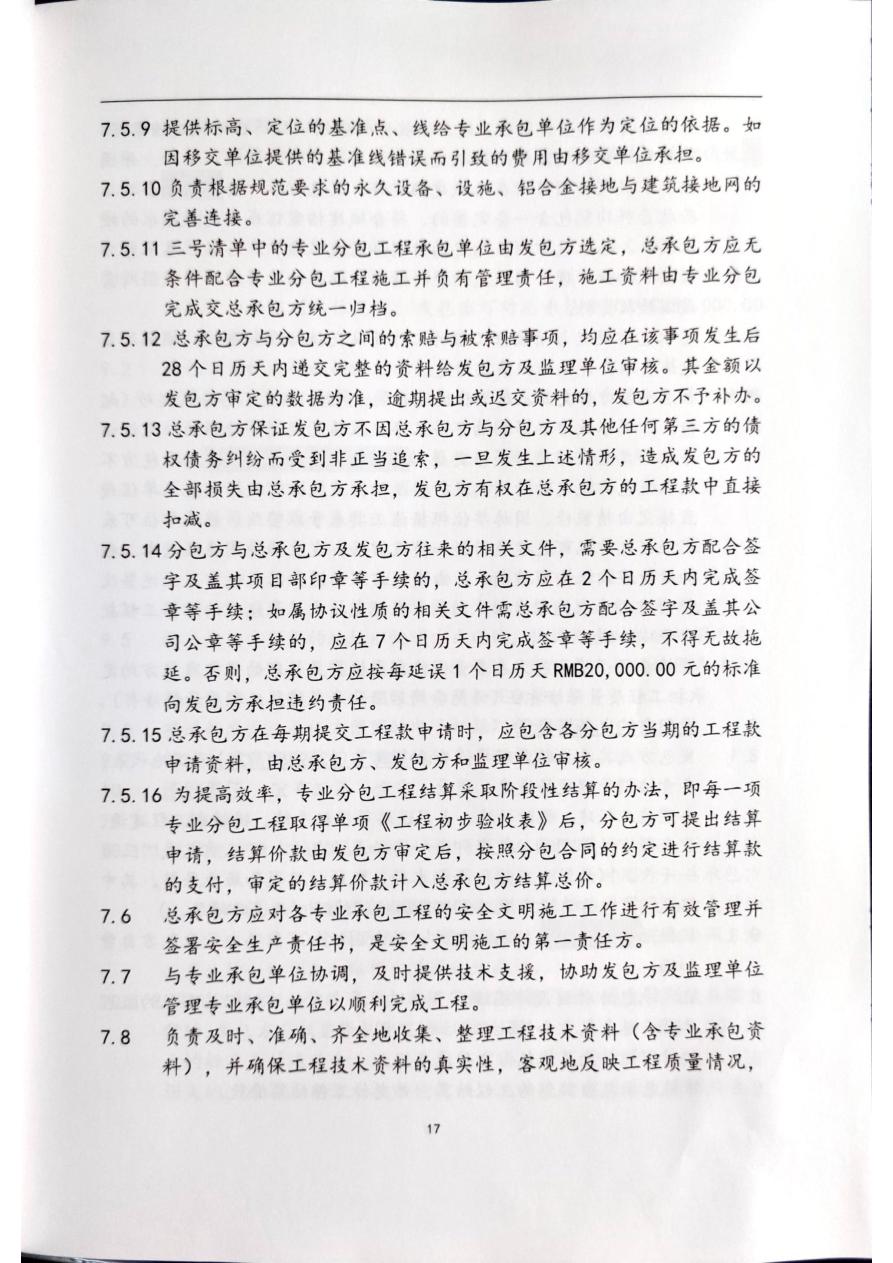 7.5.9 提供标高、定位的基准点、线给专业承包单位作为定位的依据。如
因移交单位提供的基准线错误而引致的费用由移交单位承担。
7.5.10 负责根据规范要求的永久设备、设施、铝合金接地与建筑接地网的
完善连接。
7.5.11 三号清单中的专业分包工程承包单位由发包方选定，总承包方应无
条件配合专业分包工程施工并负有管理责任，施工资料由专业分包
完成交总承包方统一归档。
7.5.12 总承包方与分包方之间的索赔与被索赔事项，均应在该事项发生后
28 个日历天内递交完整的资料给发包方及监理单位审核。其金额以
发包方审定的数据为准，逾期提出或迟交资料的，发包方不予补办。
7.5.13 总承包方保证发包方不因总承包方与分包方及其他任何第三方的债
权债务纠纷而受到非正当追索，一旦发生上述情形，造成发包方的
全部损失由总承包方承担，发包方有权在总承包方的工程款中直接
扣减。
7.5.14 分包方与总承包方及发包方往来的相关文件，需要总承包方配合签
字及盖其项目部印章等手续的，总承包方应在 2 个日历天内完成签
章等手续；如属协议性质的相关文件需总承包方配合签字及盖其公
司公章等手续的，应在 7 个日历天内完成签章等手续，不得无故拖
延。否则，总承包方应按每延误 1 个日历天 RMB20,000.00 元的标准
向发包方承担违约责任。
7.5.15 总承包方在每期提交工程款申请时，应包含各分包方当期的工程款
申请资料，由总承包方、发包方和监理单位审核。
7.5.16 为提高效率，专业分包工程结算采取阶段性结算的办法，即每一项
专业分包工程取得单项《工程初步验收表》后，分包方可提出结算
申请，结算价款由发包方审定后，按照分包合同的约定进行结算款
的支付，审定的结算价款计入总承包方结算总价。
7.6 总承包方应对各专业承包工程的安全文明施工工作进行有效管理并
签署安全生产责任书，是安全文明施工的第一责任方。
7.7 与专业承包单位协调，及时提供技术支援，协助发包方及监理单位
管理专业承包单位以顺利完成工程。
7.8 负责及时、准确、齐全地收集、整理工程技术资料（含专业承包资
料），并确保工程技术资料的真实性，客观地反映工程质量情况，
17